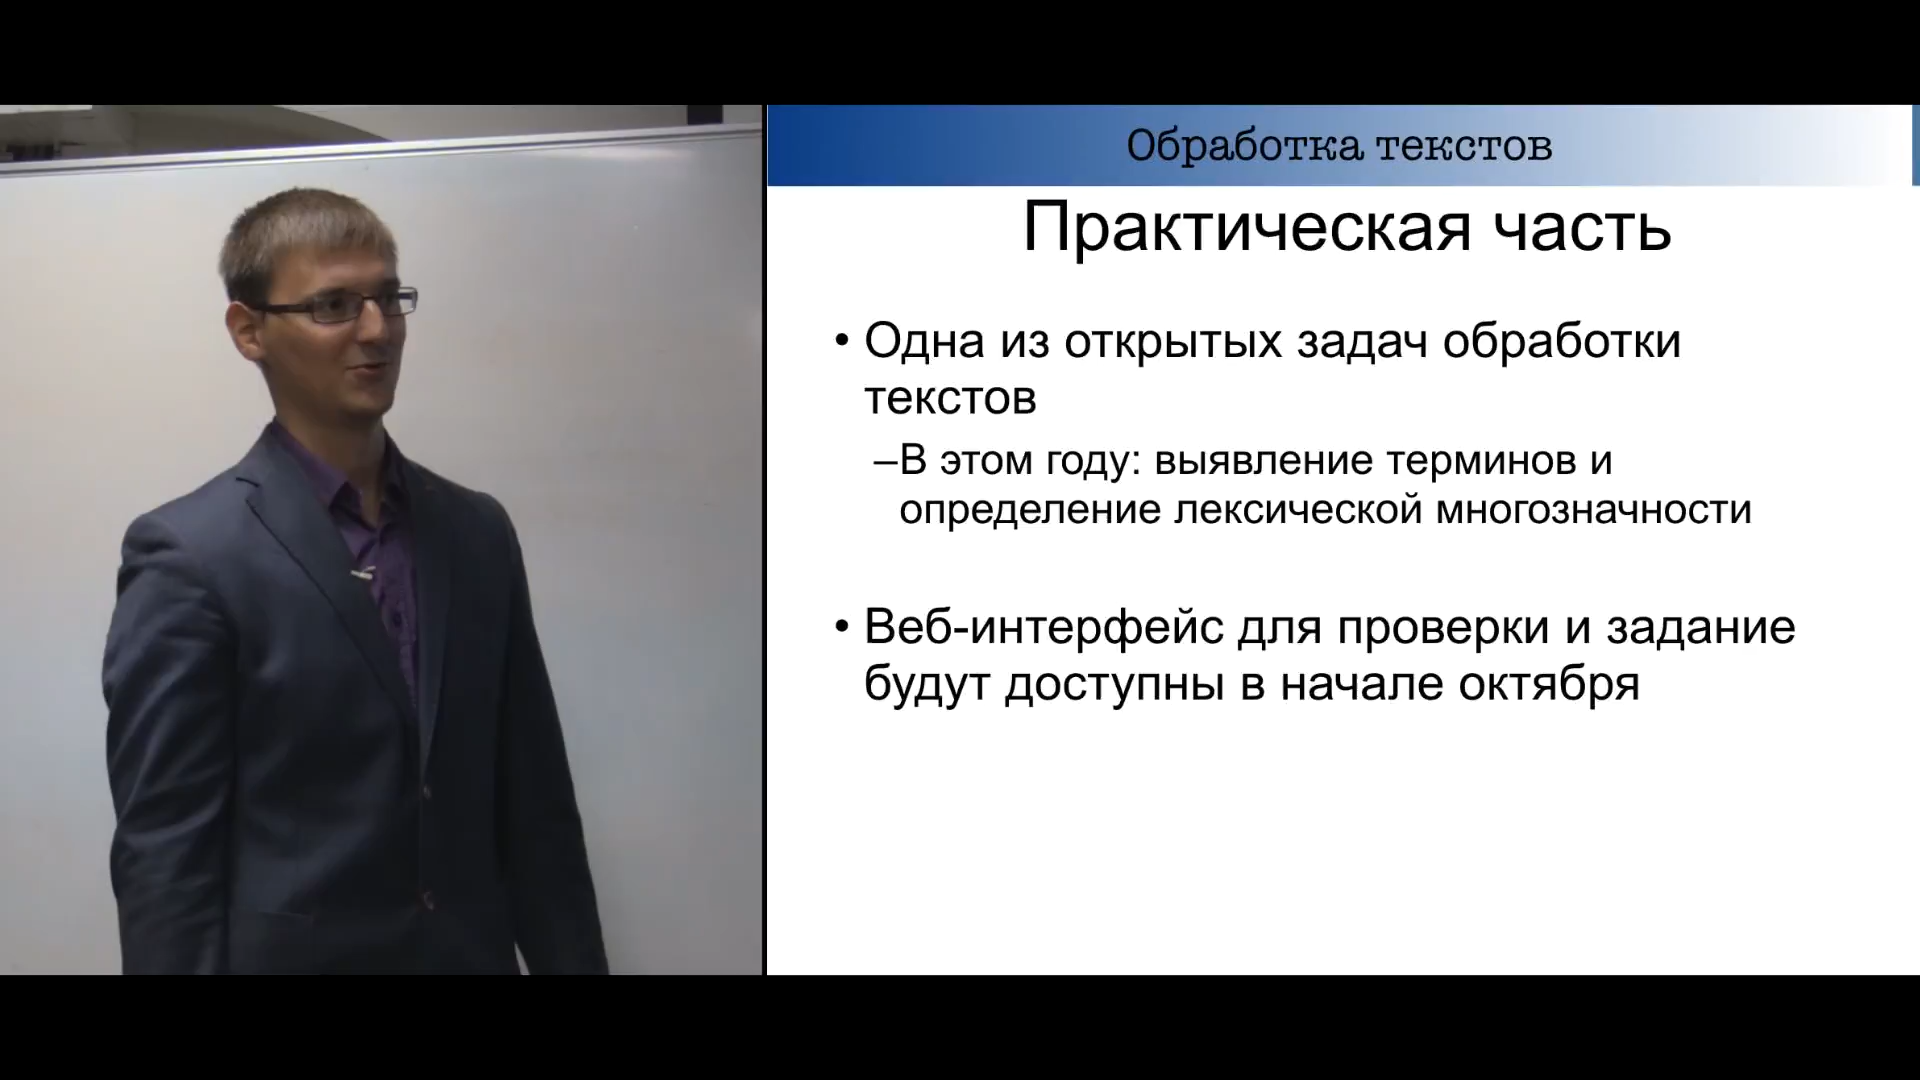 Обработка текстов
Практическая часть
• Одна из открытых задач обработки
текстов
–В этом году: выявление терминов и
определение лексической многозначности
• Веб-интерфейс для проверки и задание
будут доступны в начале октября